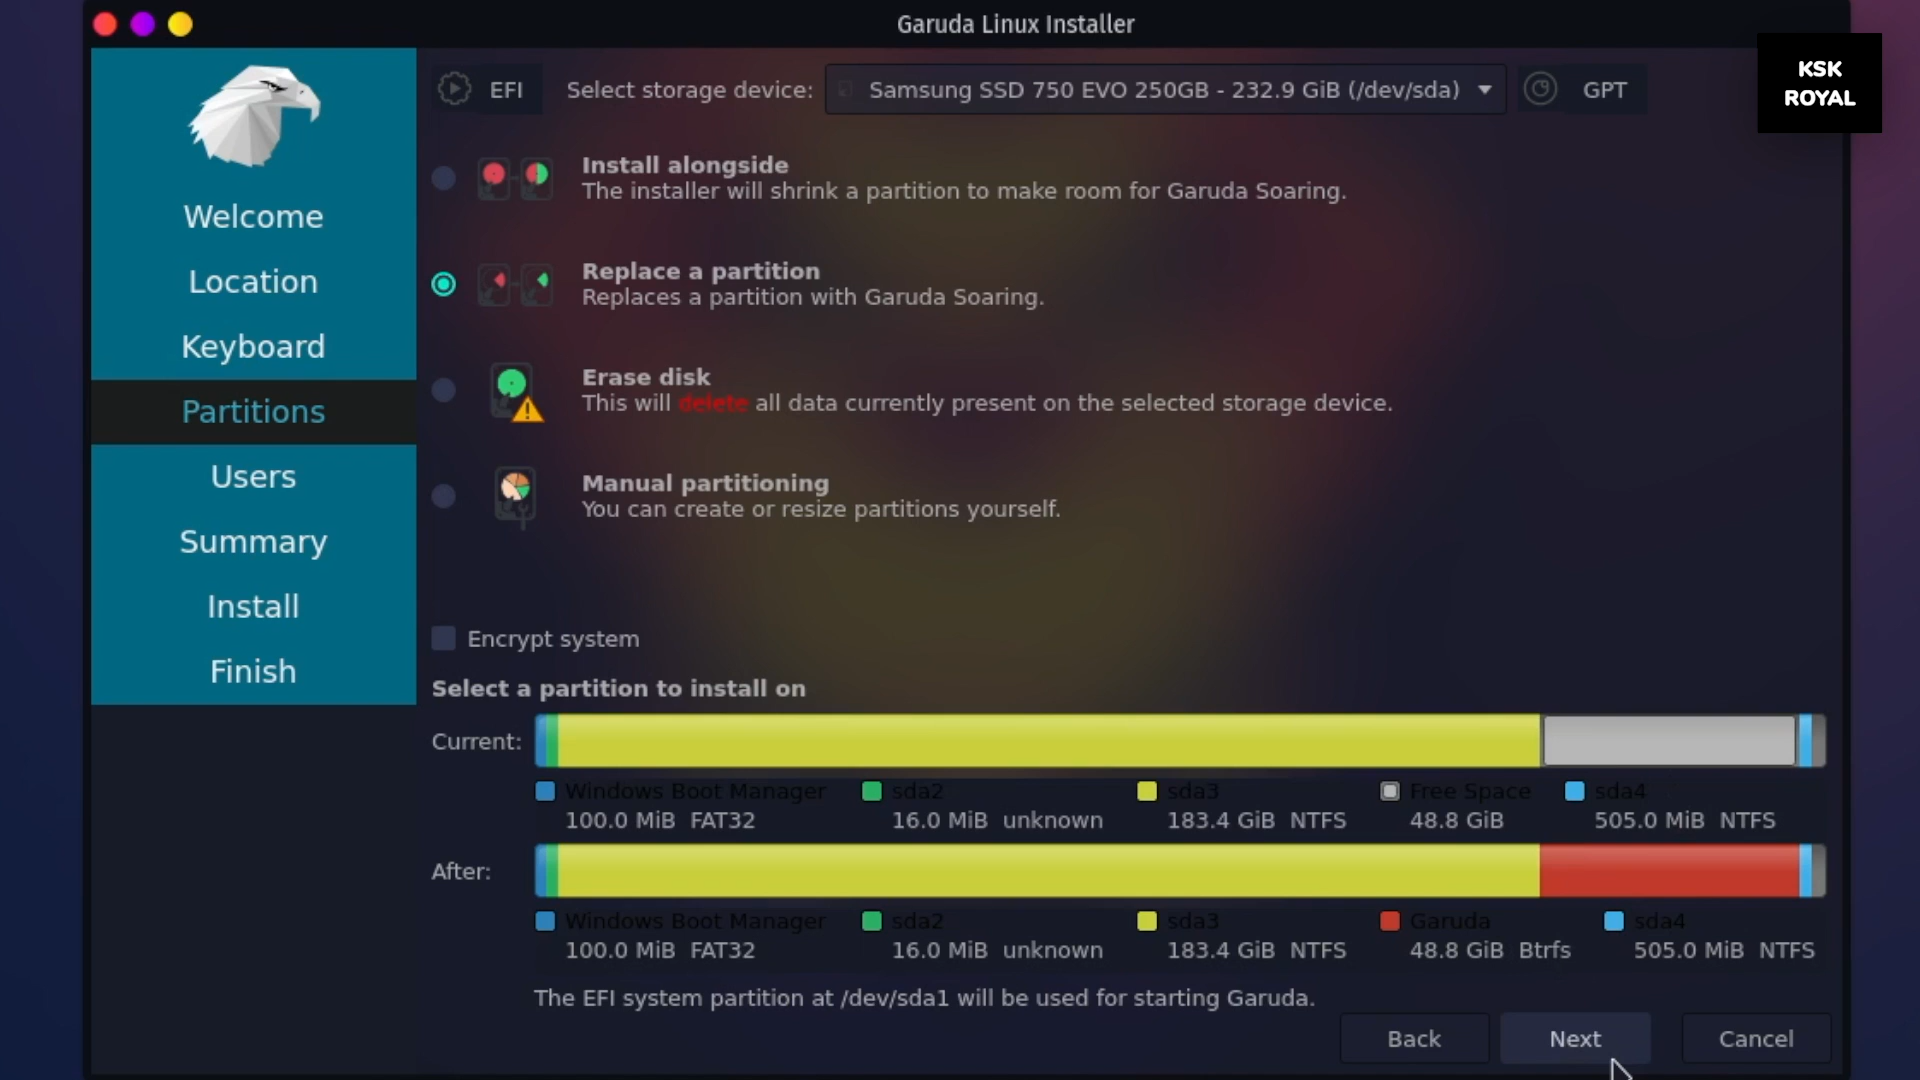 Garuda Linux Installer
KSK
ROYAL
EFI
Select storage device:
Samsung SSD 750 EVO 250GB - 232.9 GiB (/dev/sda)
GPT
Welcome
Location
Keyboard
Partitions
Users
Summary
Install
Finish
Install alongside
The installer will shrink a partition to make room for Garuda Soaring.
Replace a partition
Replaces a partition with Garuda Soaring.
Erase disk
This will delete all data currently present on the selected storage device.
Manual partitioning
You can create or resize partitions yourself.
Encrypt system
Select a partition to install on
Current:
Windows Boot Manager sda2 sda3 Free Space sda4
100.0 MiB FAT32 16.0 MiB unknown 183.4 GiB NTFS 48.8 GiB 505.0 MiB NTFS
After:
Windows Boot Manager sda2 sda3 Garuda sda4
100.0 MiB FAT32 16.0 MiB unknown 183.4 GiB NTFS 48.8 GiB Btrfs 505.0 MiB NTFS
The EFI system partition at /dev/sda1 will be used for starting Garuda.
Back
Next
Cancel